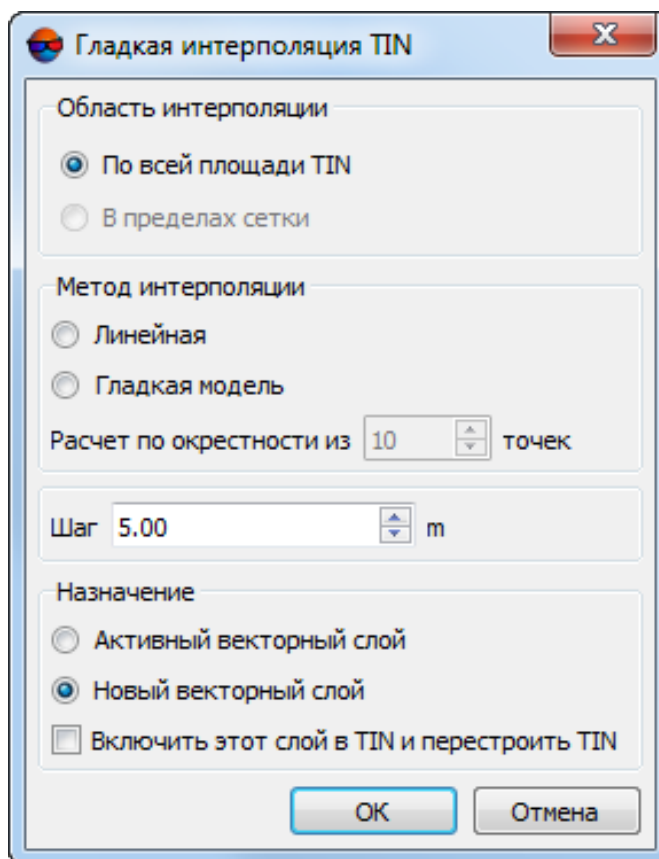 Гладкая интерполяция TIN
Область интерполяции
По всей площади TIN
В пределах сетки
Метод интерполяции
Линейная
Гладкая модель
Расчет по окрестности из 10 точек
Шаг 5.00 m
Назначение
Активный векторный слой
Новый векторный слой
Включить этот слой в TIN и перестроить TIN
OK Отмена